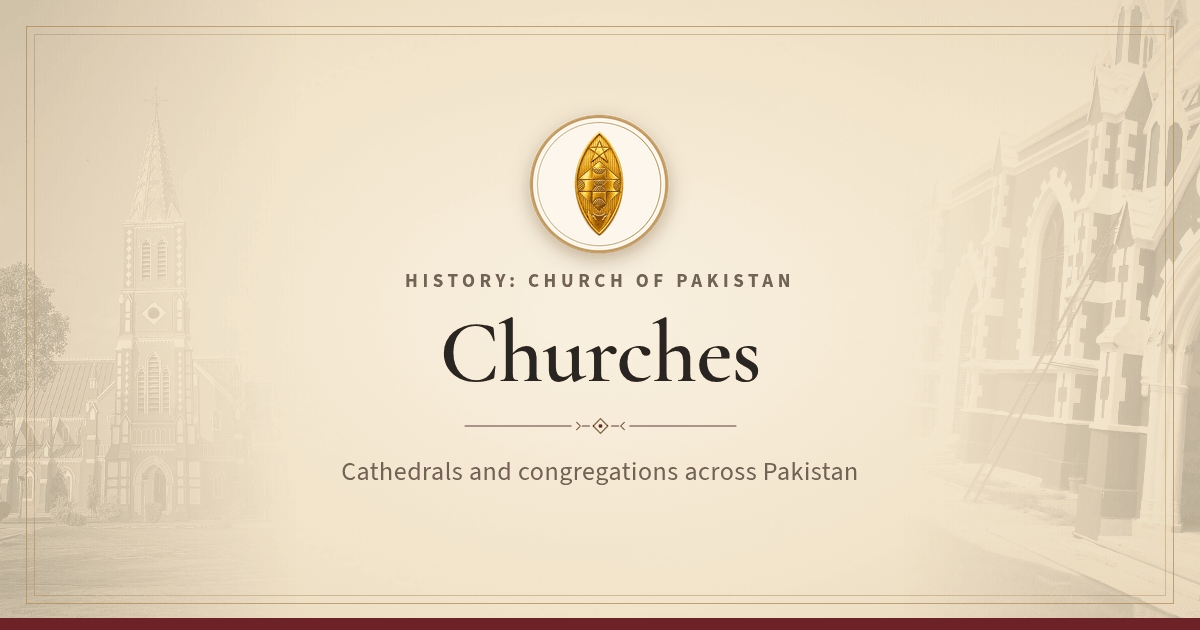 HISTORY: CHURCH OF PAKISTAN
Churches
Cathedrals and congregations across Pakistan